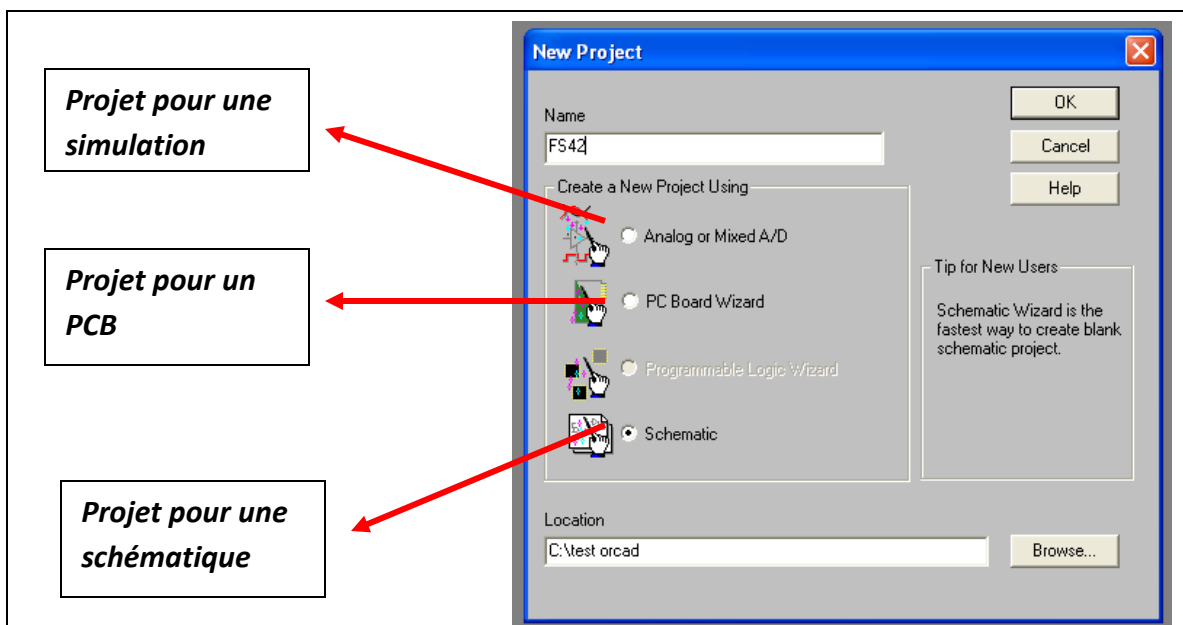 Projet pour une
simulation
Projet pour un
PCB
Projet pour une
schématique
New Project
Name
FS42
OK
Cancel
Help
Create a New Project Using
Analog or Mixed A/D
PC Board Wizard
Programmable Logic Wizard
Schematic
Tip for New Users
Schematic Wizard is the
fastest way to create blank
schematic project.
Location
C:\test orcad
Browse...